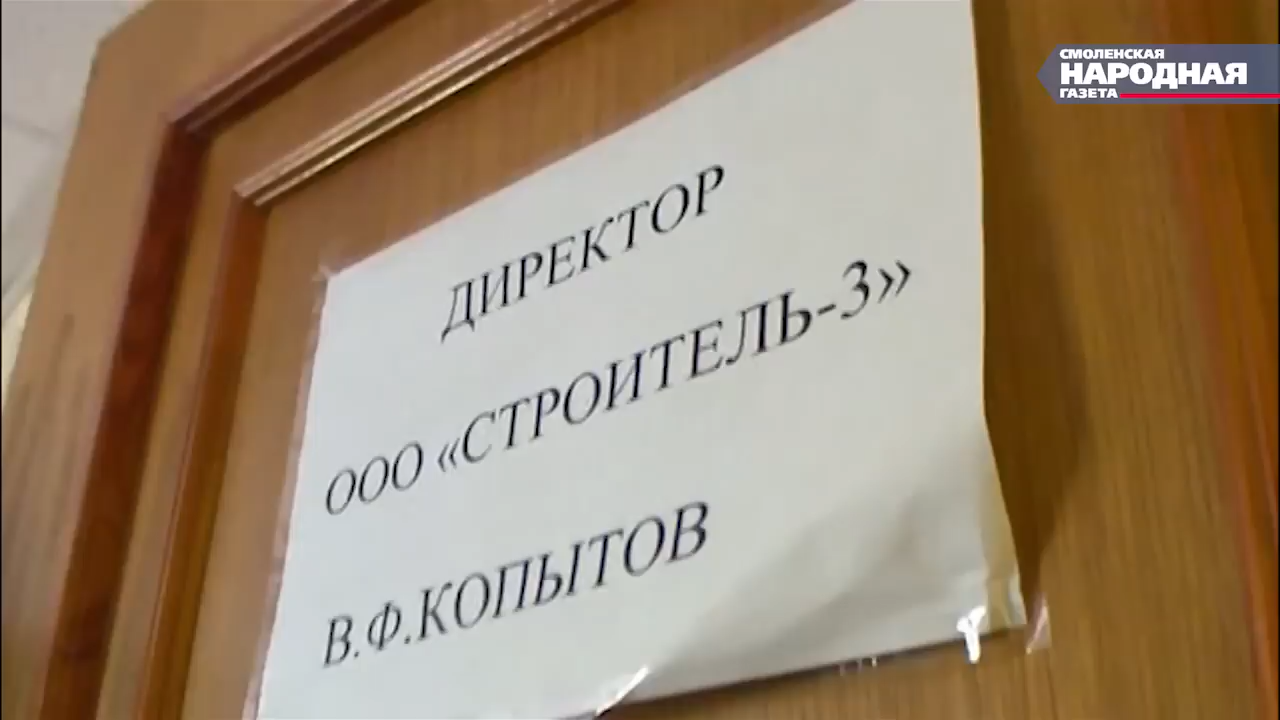 СМОЛЕНСКАЯ
НАРОДНАЯ
ГАЗЕТА
ДИРЕКТОР
ООО «СТРОИТЕЛЬ-3»
В.Ф.КОПЫТОВ